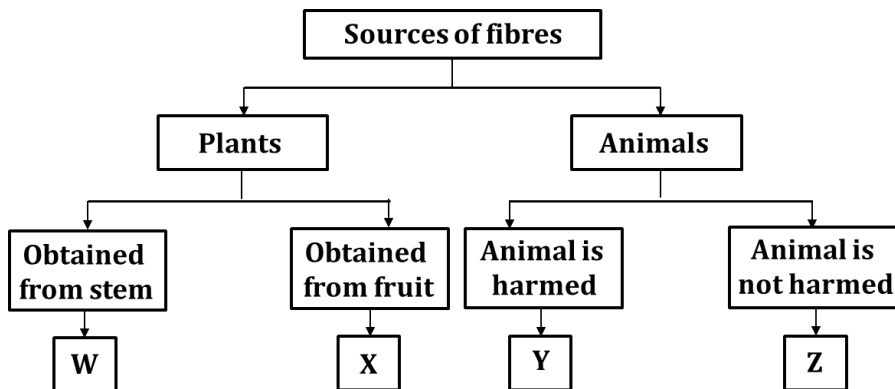 Sources of fibres
Plants
Animals
Obtained
from stem
Obtained
from fruit
Animal is
harmed
Animal is
not harmed
W
X
Y
Z